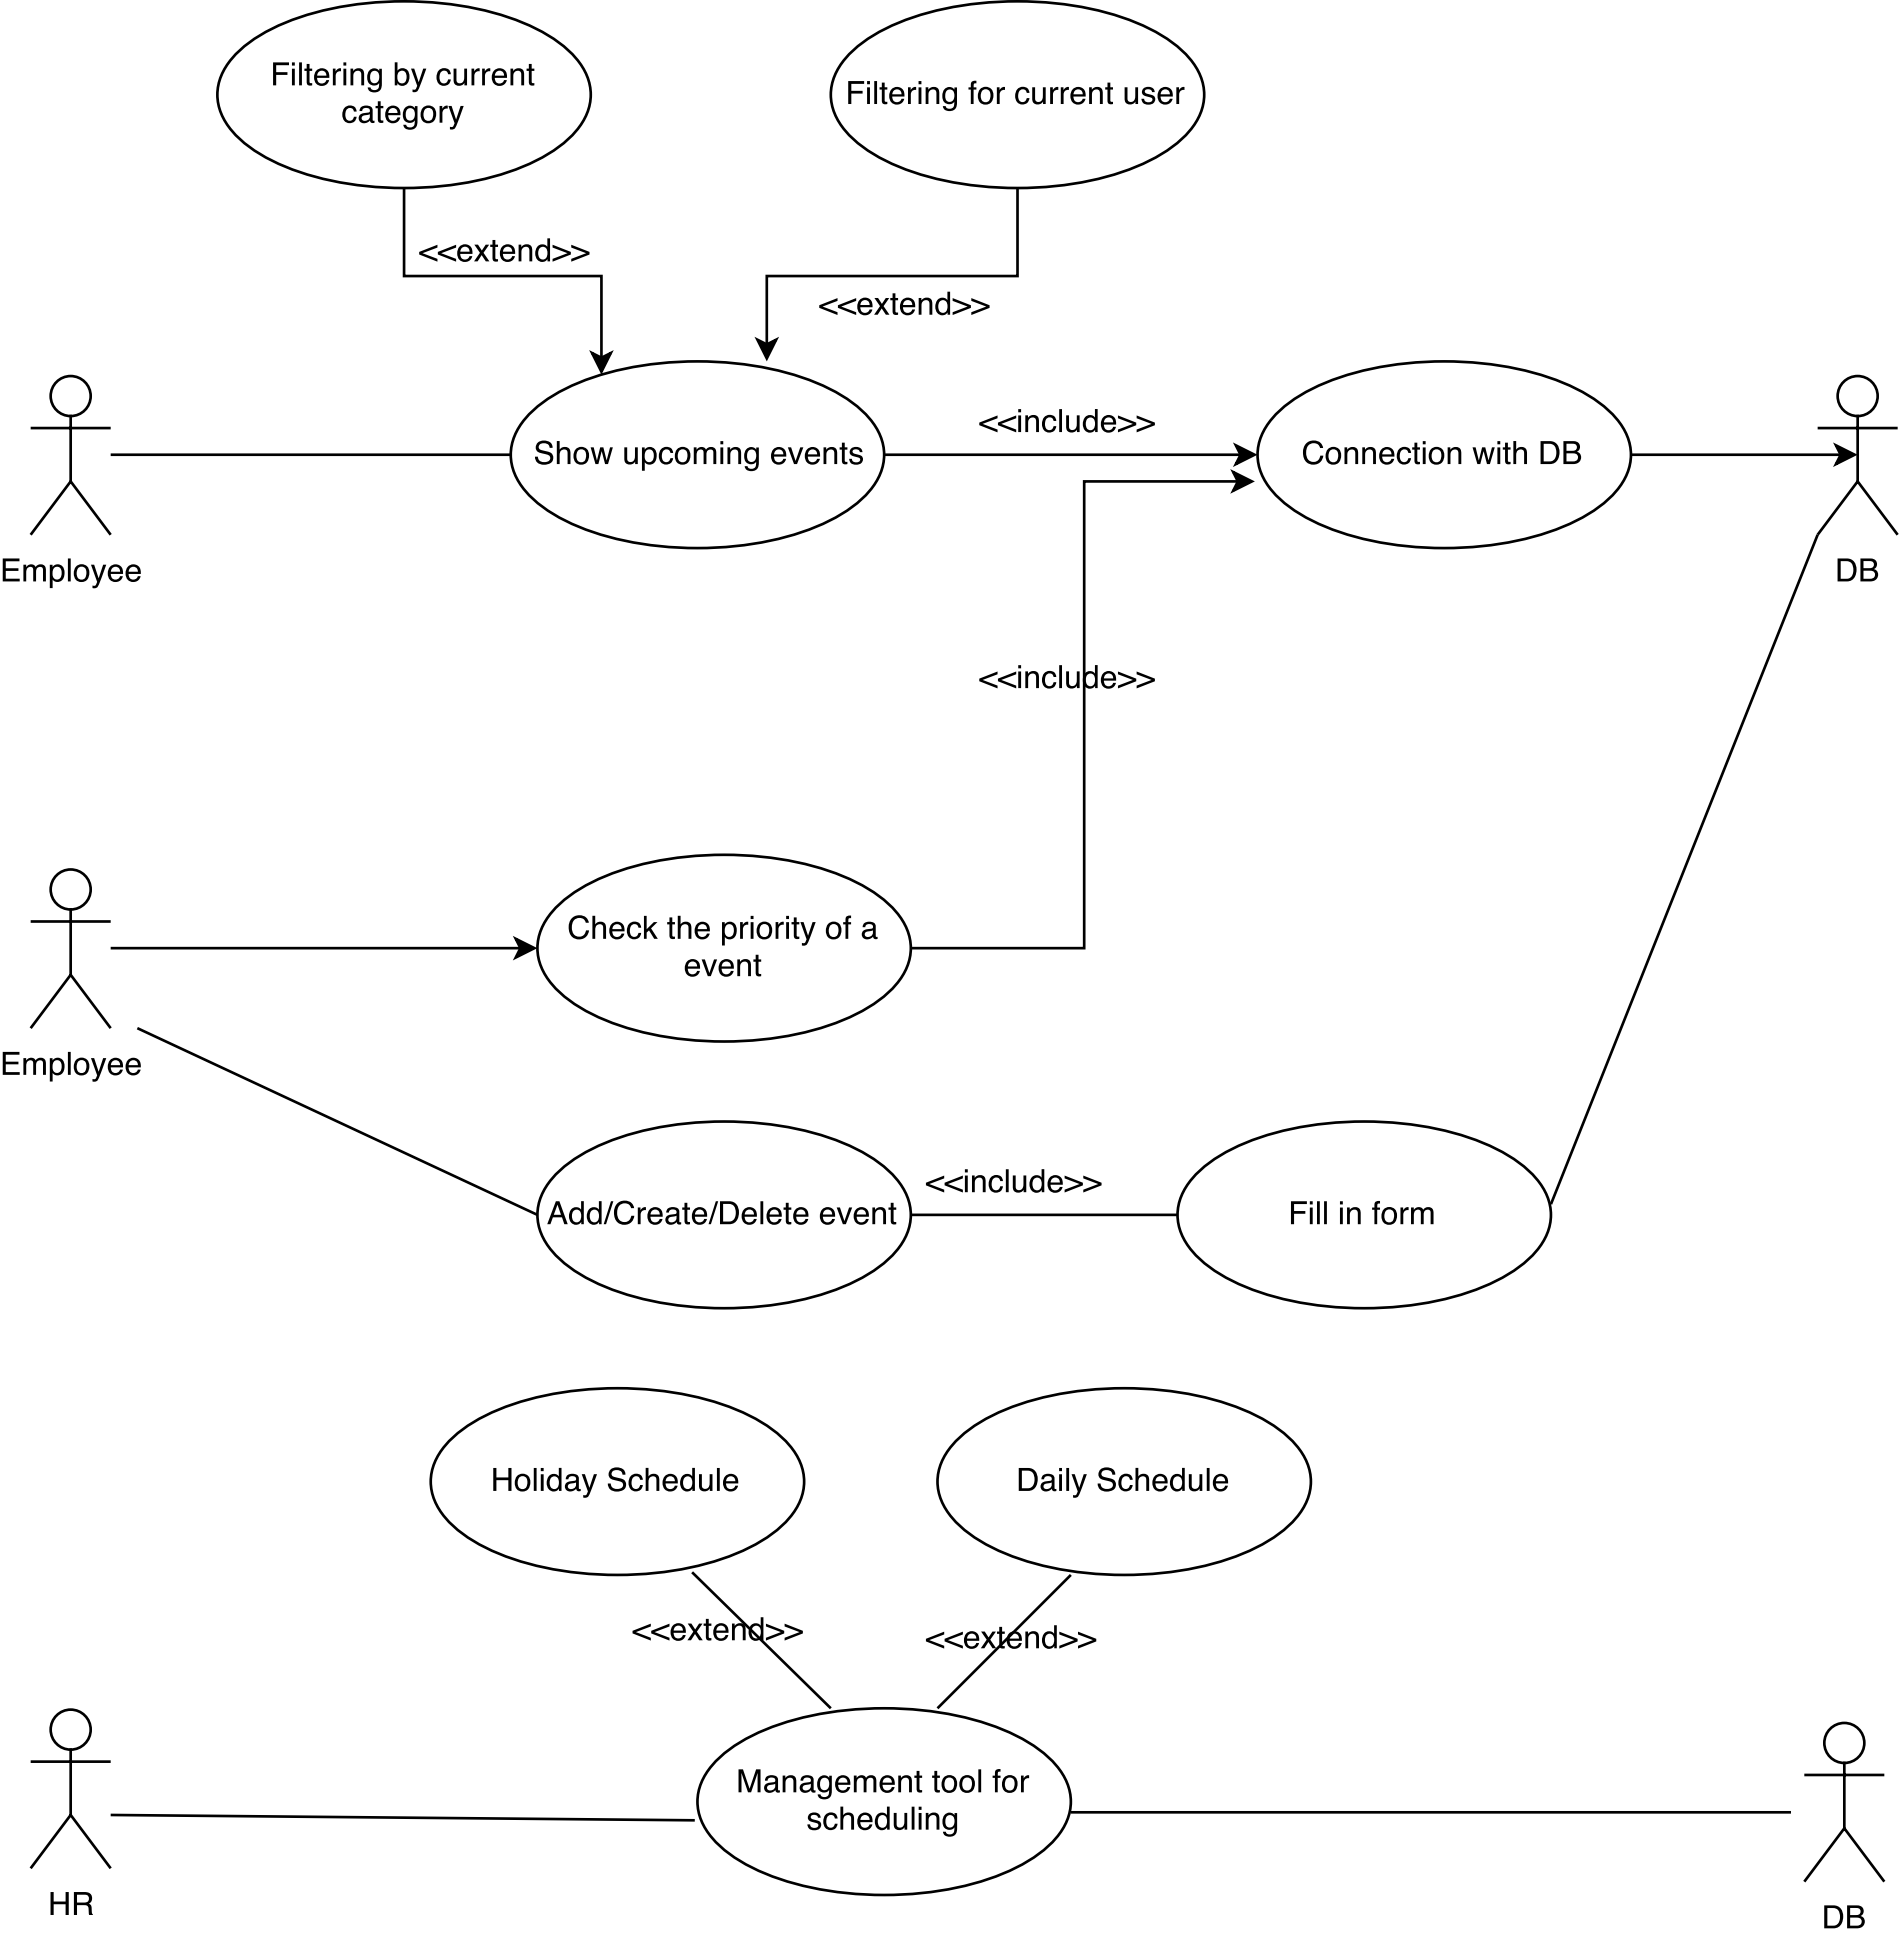 Filtering by current
category
Filtering for current user
<<extend>>
<<extend>>
<<include>>
Show upcoming events
Connection with DB
Employee
DB
<<include>>
Check the priority of a
event
Employee
<<include>>
Add/Create/Delete event
Fill in form
Holiday Schedule
Daily Schedule
<<extend>>
<<extend>>
Management tool for
scheduling
HR
DB